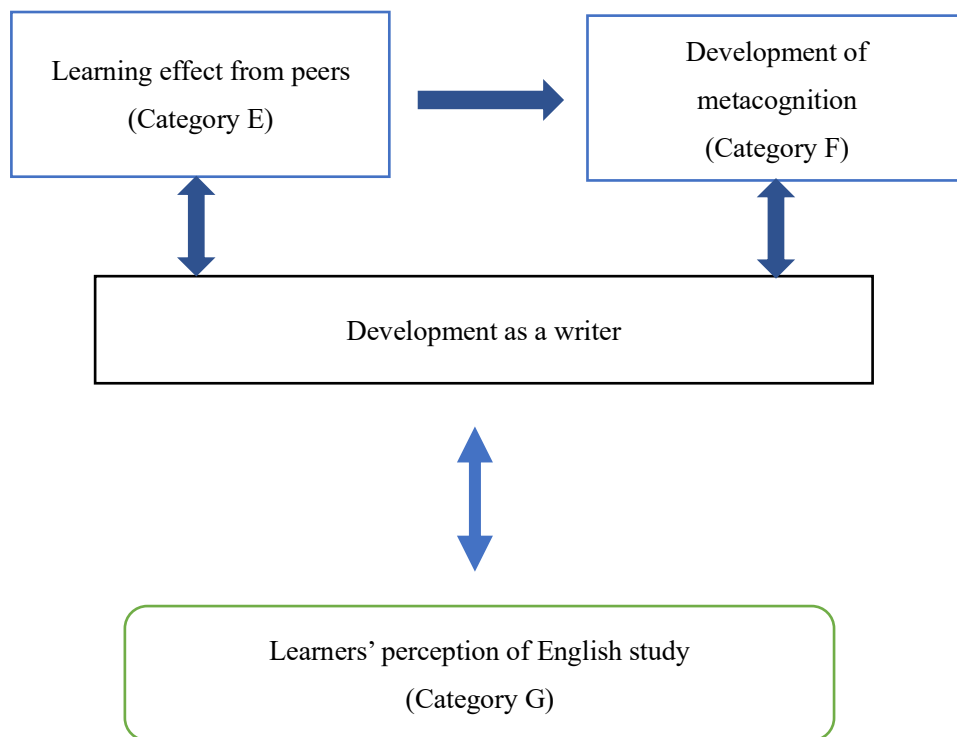 Learning effect from peers
(Category E)
Development of
metacognition
(Category F)
Development as a writer
Learners’ perception of English study
(Category G)